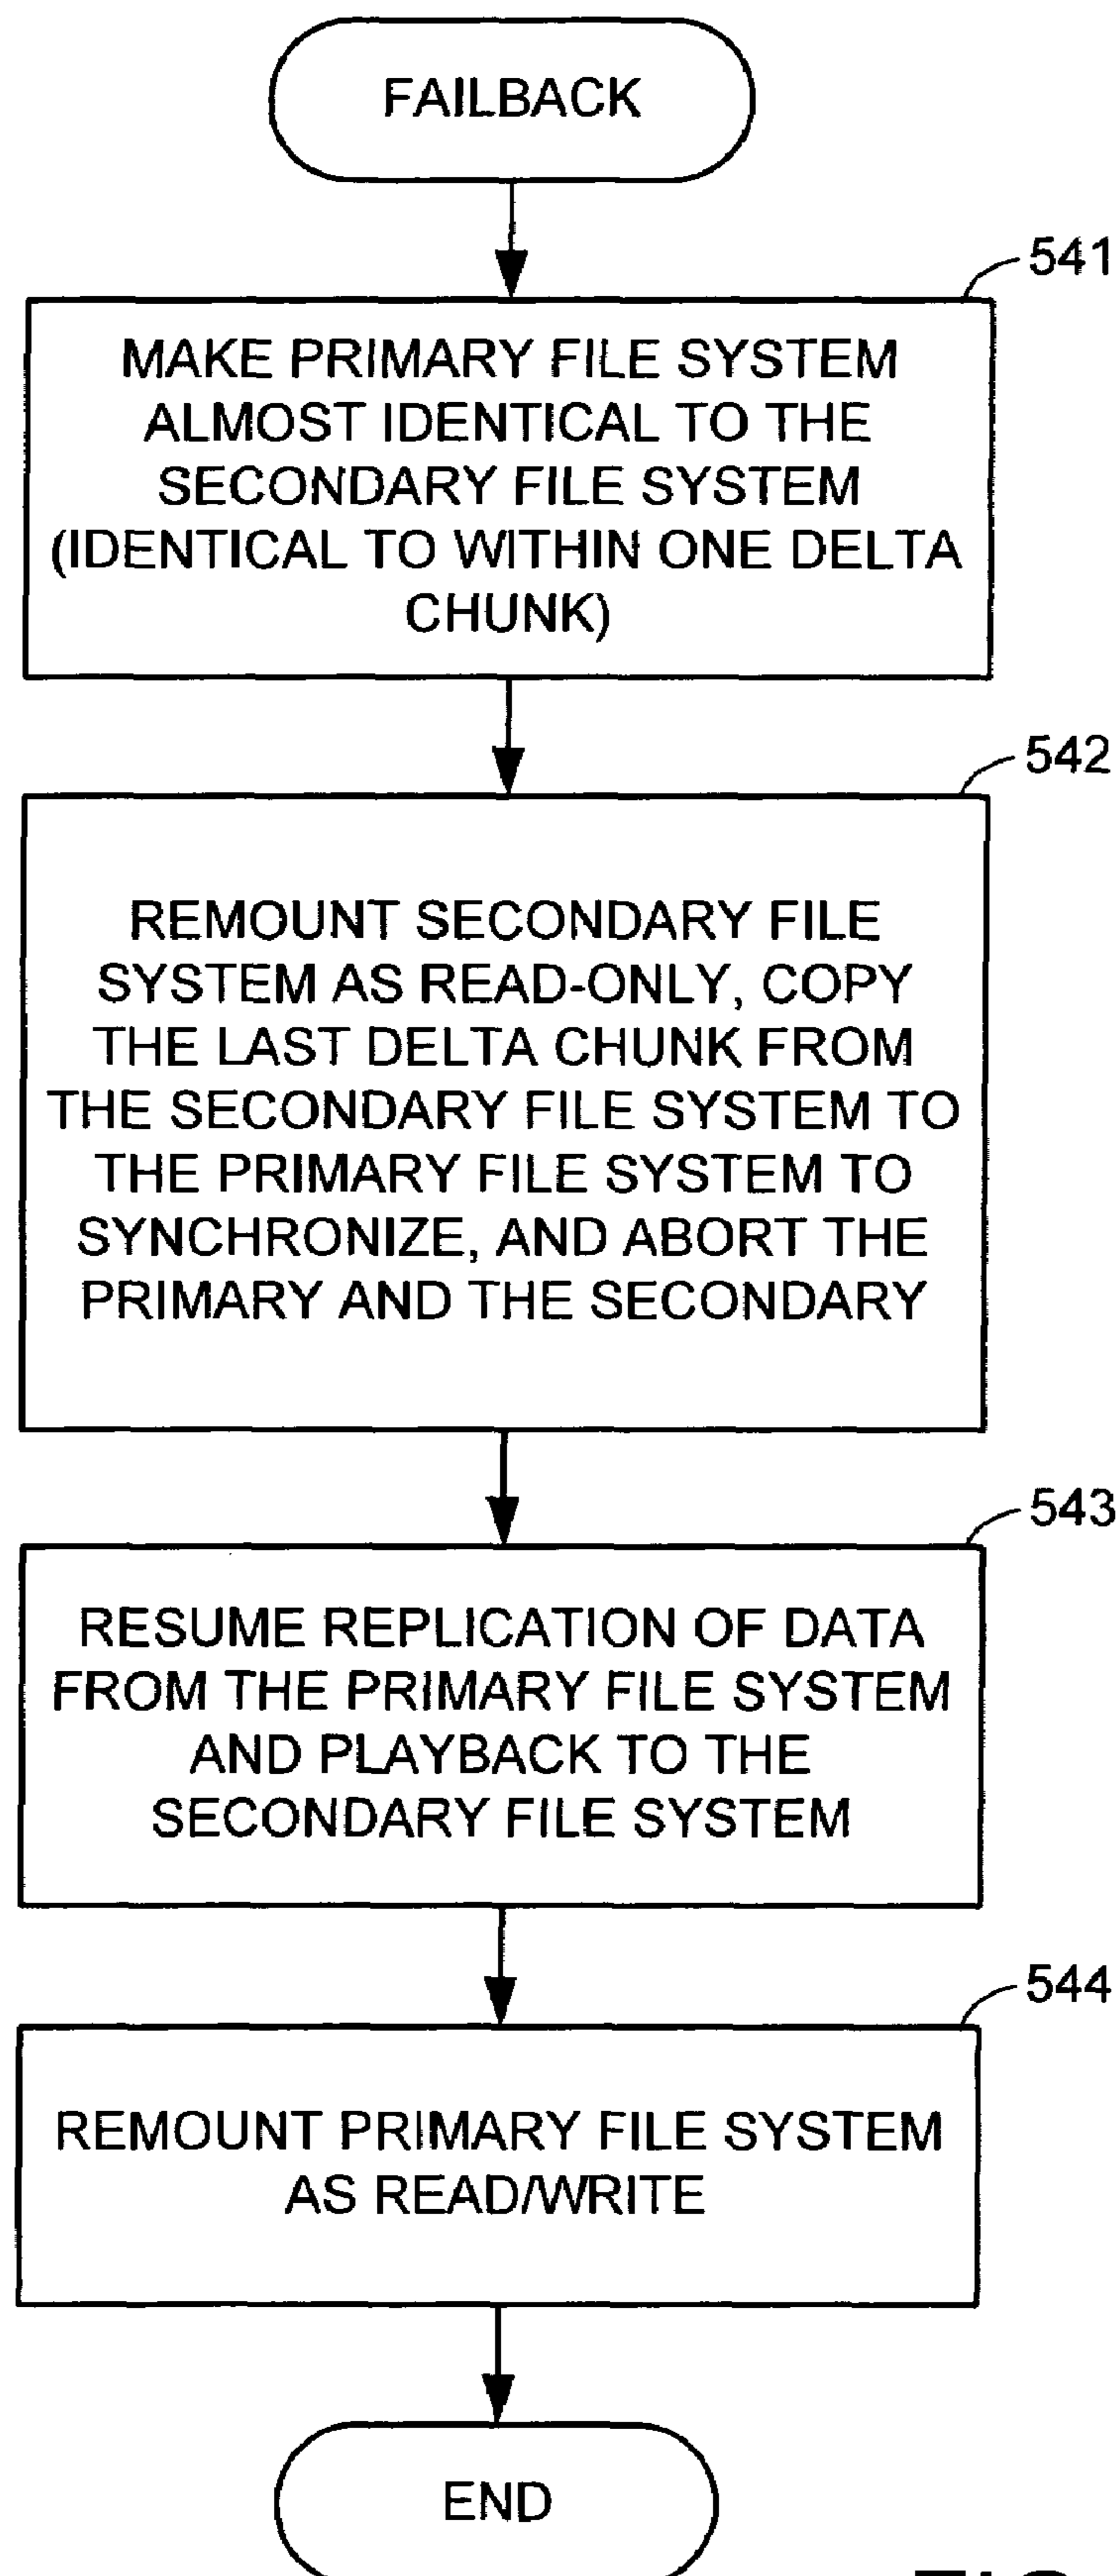 FAILBACK
541
MAKE PRIMARY FILE SYSTEM
ALMOST IDENTICAL TO THE
SECONDARY FILE SYSTEM
(IDENTICAL TO WITHIN ONE DELTA
CHUNK)
542
REMOUNT SECONDARY FILE
SYSTEM AS READ-ONLY, COPY
THE LAST DELTA CHUNK FROM
THE SECONDARY FILE SYSTEM TO
THE PRIMARY FILE SYSTEM TO
SYNCHRONIZE, AND ABORT THE
PRIMARY AND THE SECONDARY
543
RESUME REPLICATION OF DATA
FROM THE PRIMARY FILE SYSTEM
AND PLAYBACK TO THE
SECONDARY FILE SYSTEM
544
REMOUNT PRIMARY FILE SYSTEM
AS READ/WRITE
END